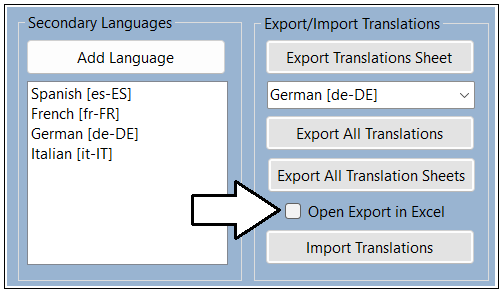 Secondary Languages
Add Language
Spanish [es-ES]
French [fr-FR]
German [de-DE]
Italian [it-IT]
Export/Import Translations
Export Translations Sheet
German [de-DE]
Export All Translations
Export All Translation Sheets
Open Export in Excel
Import Translations